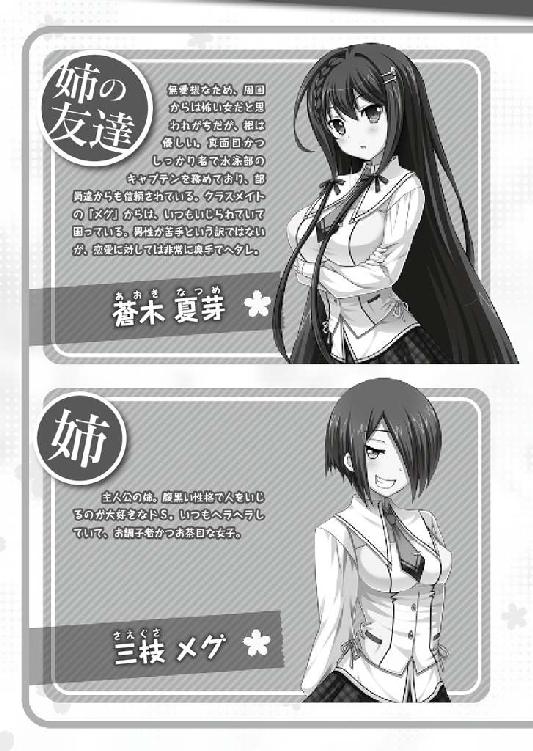 姉の
友達
無愛想なため、周囲
からは怖い女だと思
われがちだが、根は
優しい。真面目かつ
しっかり者で水泳部の
キャプテンを務めており、部
員達からも信頼されている。クラスメイト
の「メグ」からは、いつもいじられていて
困っている。男性が苦手という訳ではない
が、恋愛に対しては非常に奥手でヘタレ。
あおき なつめ
蒼木 夏芽
姉
主人公の姉。腹黒い性格で人をいじ
るのが大好きなドS。いつもヘラヘラし
ていて、お調子者かつお茶目な女子。
さえぐさ
三枝 メグ